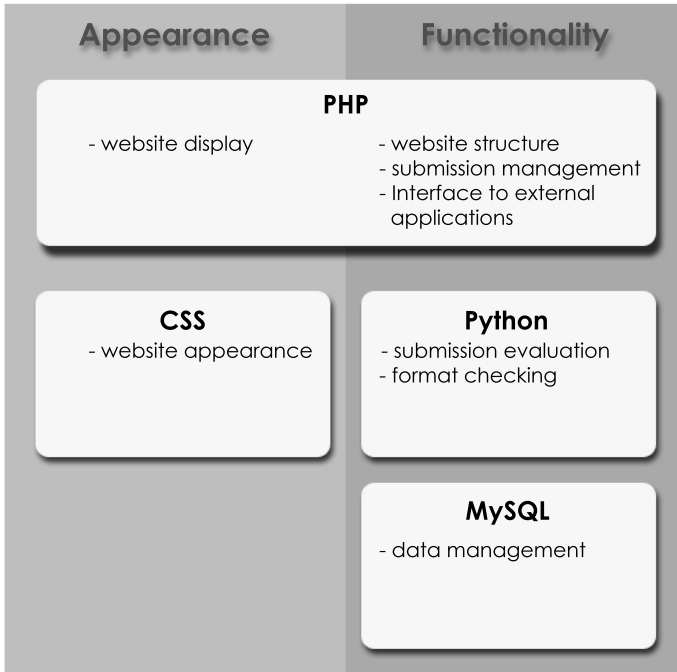 Appearance
Functionality
PHP
- website display
- website structure
- submission management
- Interface to external
applications
CSS
- website appearance
Python
- submission evaluation
- format checking
MySQL
- data management